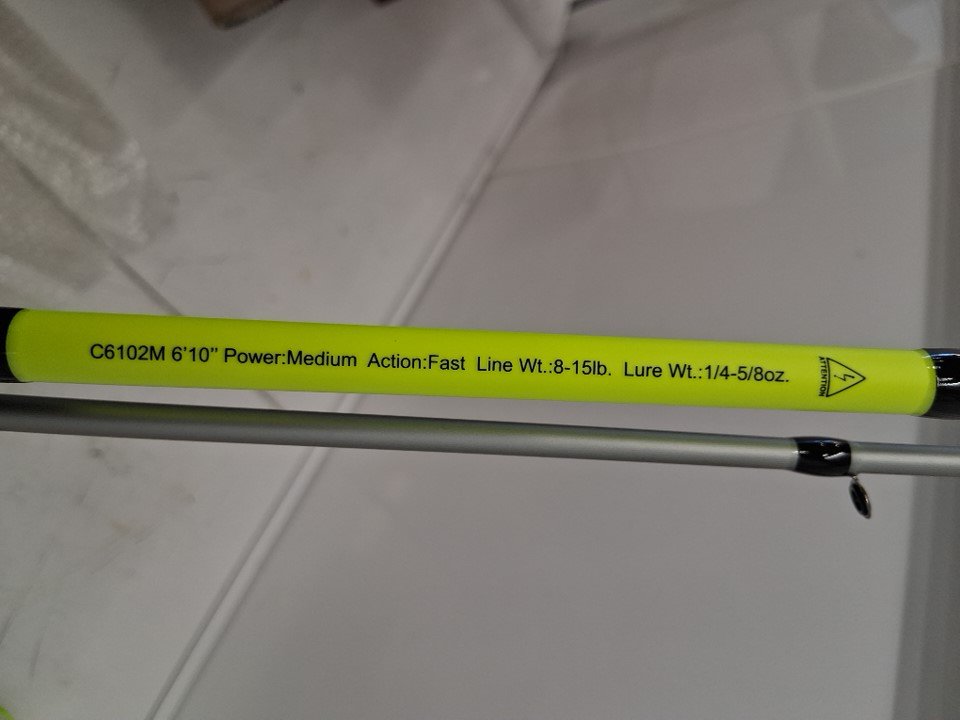 C6102M 6'10" Power:Medium Action:Fast Line Wt.:8-15lb. Lure Wt.:1/4-5/8oz.
ATTENTION